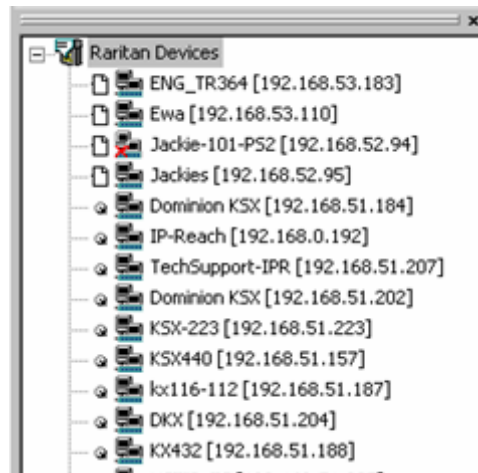 Raritan Devices
ENG_TR364 [192.168.53.183]
Ewa [192.168.53.110]
Jackie-101-PS2 [192.168.52.94]
Jackies [192.168.52.95]
Dominion KSX [192.168.51.184]
IP-Reach [192.168.0.192]
TechSupport-IPR [192.168.51.207]
Dominion KSX [192.168.51.202]
KSX-223 [192.168.51.223]
KSX440 [192.168.51.157]
kx116-112 [192.168.51.187]
DKX [192.168.51.204]
KX432 [192.168.51.188]